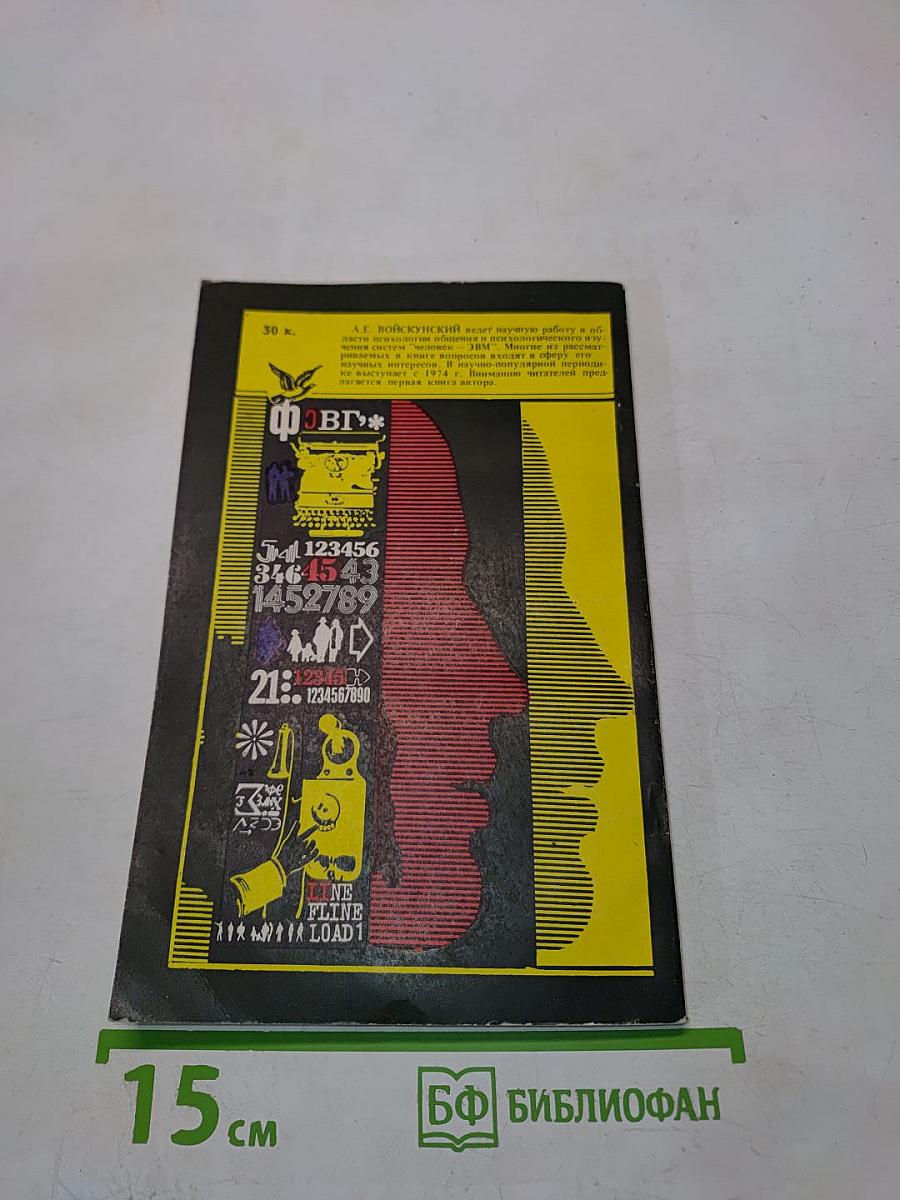 30 к.
А.Е. ВОЙСКУНСКИЙ ведет научную работу в об-
ласти психологии общения и психологического изу-
чения систем "человек — ЭВМ". Многие из рассмат-
риваемых в книге вопросов входят в сферу его
научных интересов. В научно-популярной периоди-
ке выступает с 1974 г. Вниманию читателей пред-
лагается первая книга автора.
ВГ,*
123456
346 45 43
1452789
21:. 12345
1234567890
LINE
FLINE
LOAD1
15 см
БФ БИБЛИОФАН